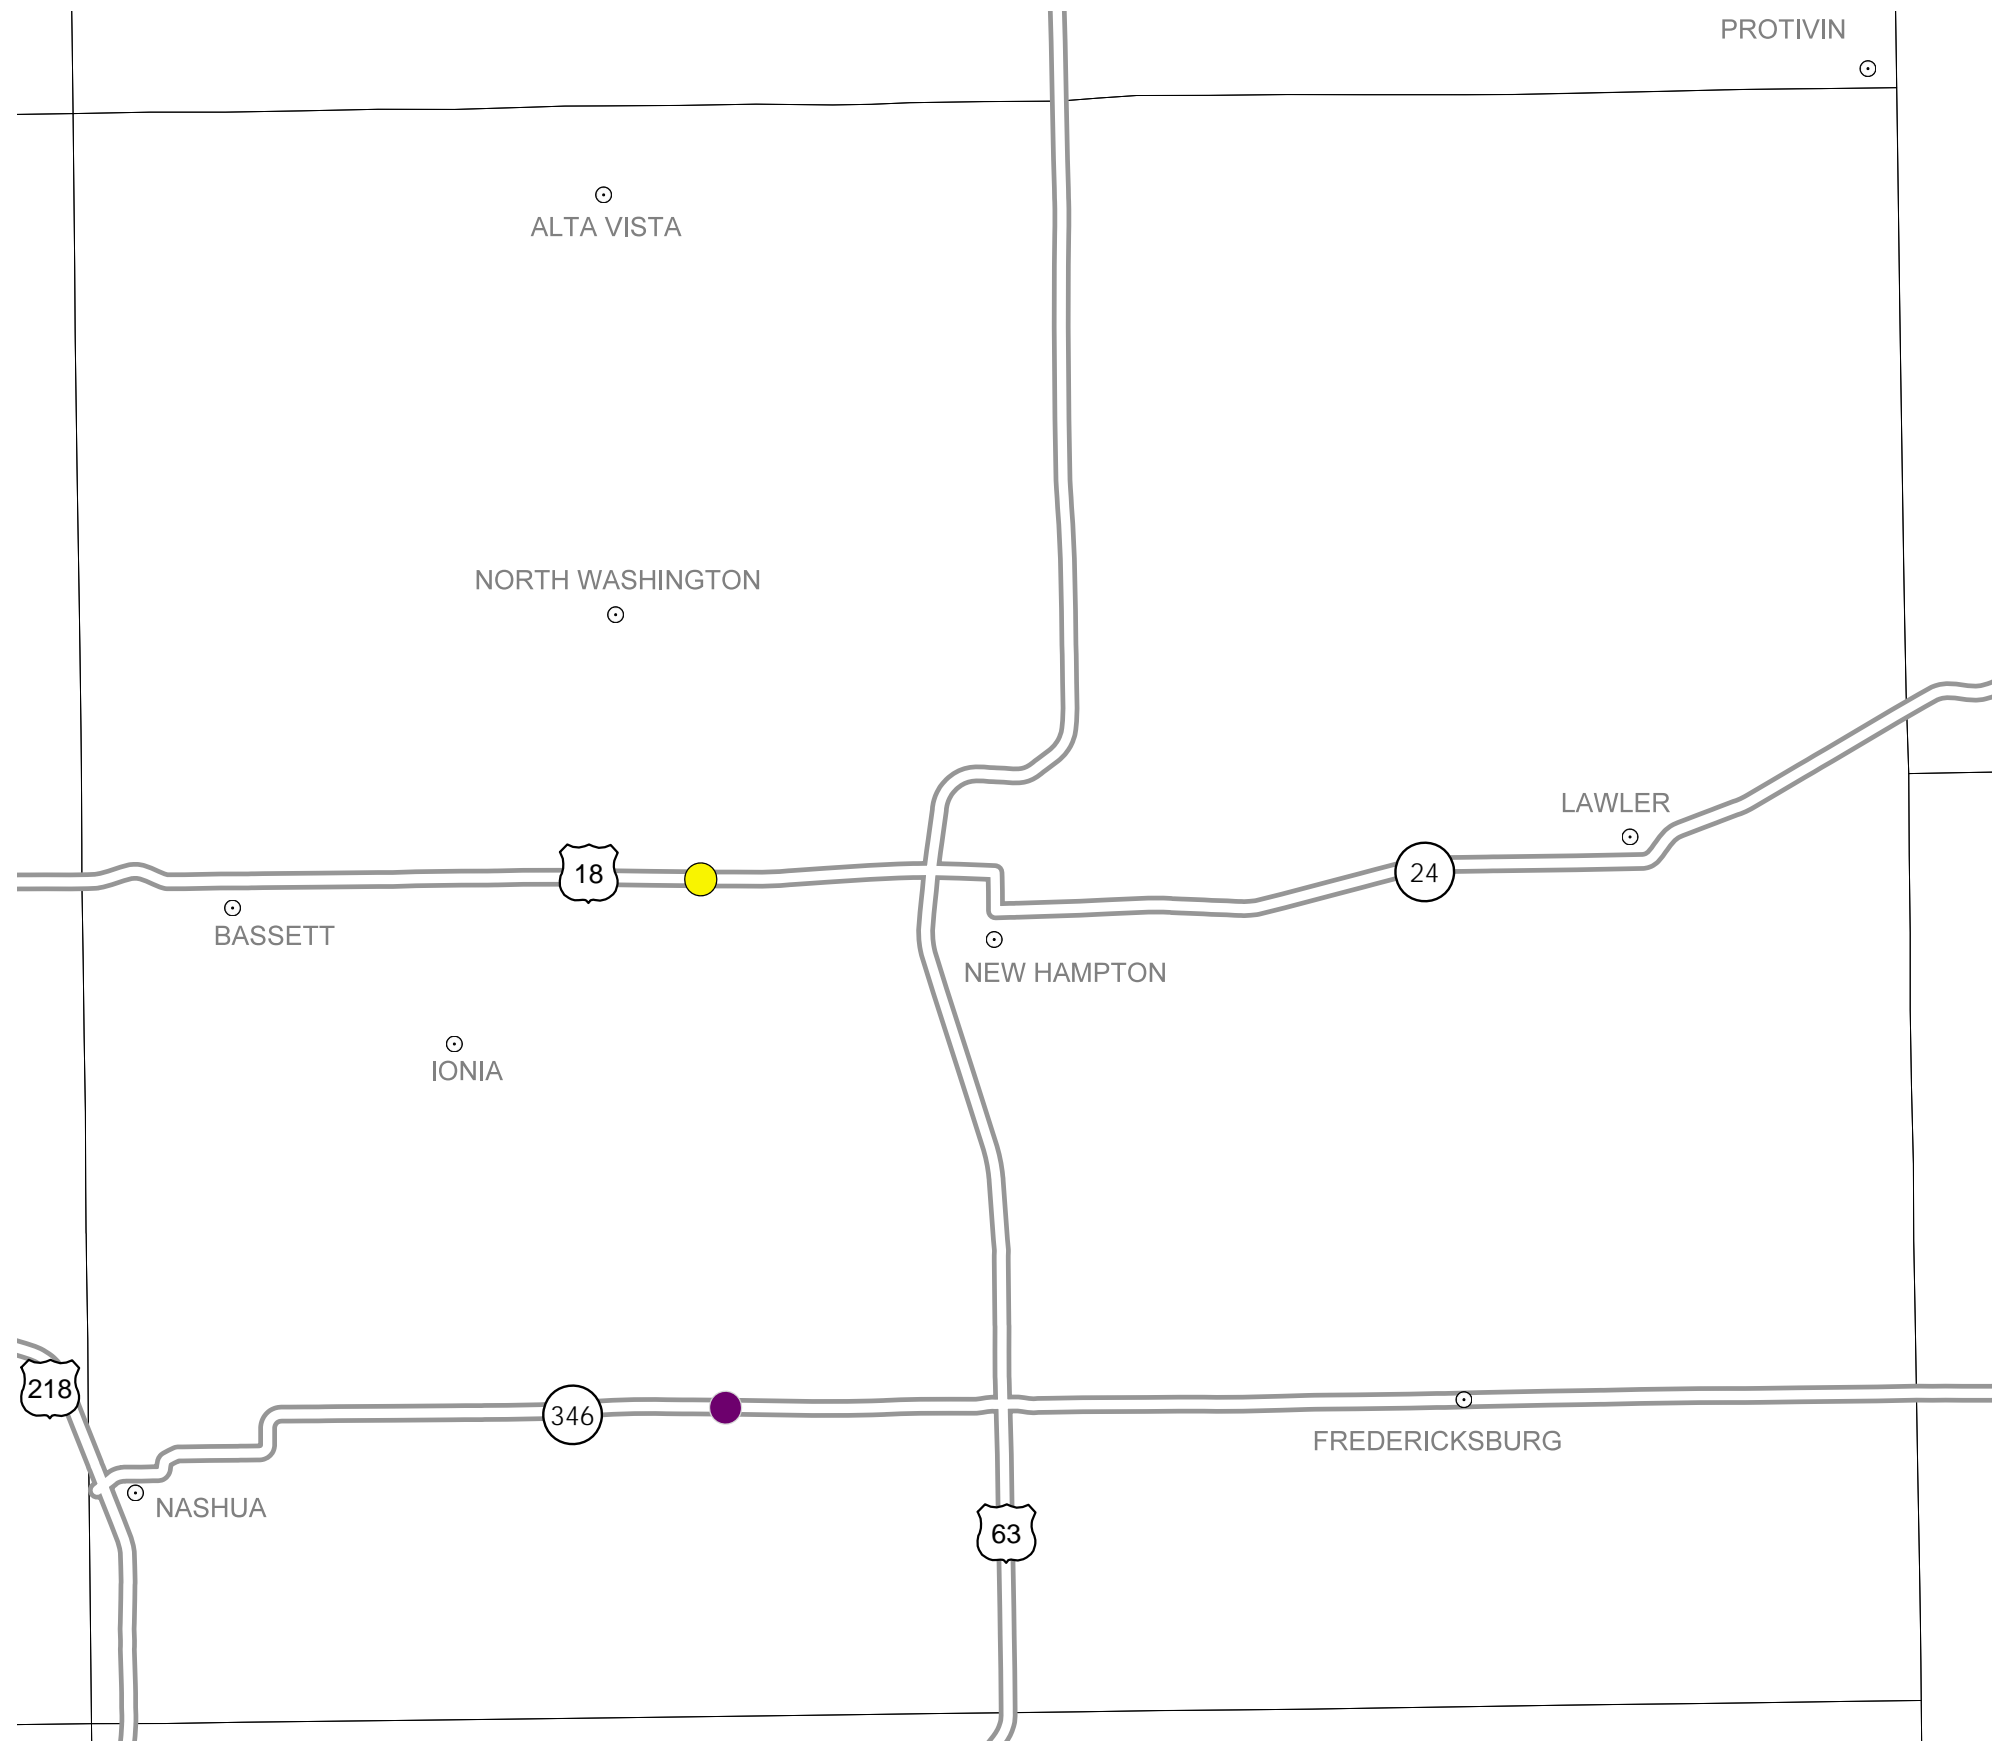 PROTIVIN
ALTA VISTA
NORTH WASHINGTON
LAWLER
18
24
BASSETT
NEW HAMPTON
IONIA
218
346
FREDERICKSBURG
NASHUA
63